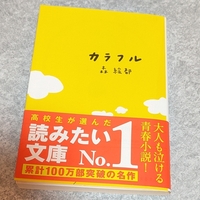 カラフル
森 絵都
大人も泣ける
青春小説!
高校生が選んだ
読みたい
文庫 No.1
累計100万部突破の名作